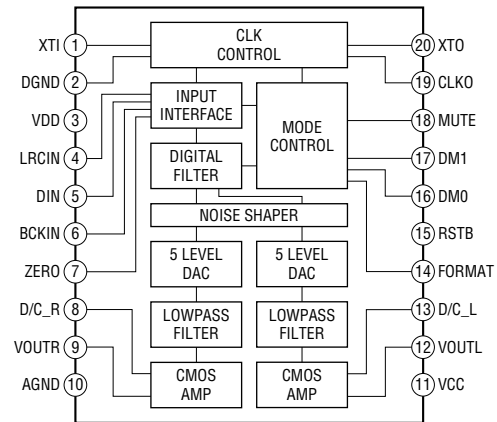 XTI 1
DGND 2
VDD 3
LRCIN 4
DIN 5
BCKIN 6
ZERO 7
D/C_R 8
VOUTR 9
AGND 10
CLK
CONTROL
INPUT
INTERFACE
MODE
CONTROL
DIGITAL
FILTER
NOISE SHAPER
5 LEVEL
DAC
5 LEVEL
DAC
LOWPASS
FILTER
LOWPASS
FILTER
CMOS
AMP
CMOS
AMP
20 XTO
19 CLKO
18 MUTE
17 DM1
16 DM0
15 RSTB
14 FORMAT
13 D/C_L
12 VOUTL
11 VCC